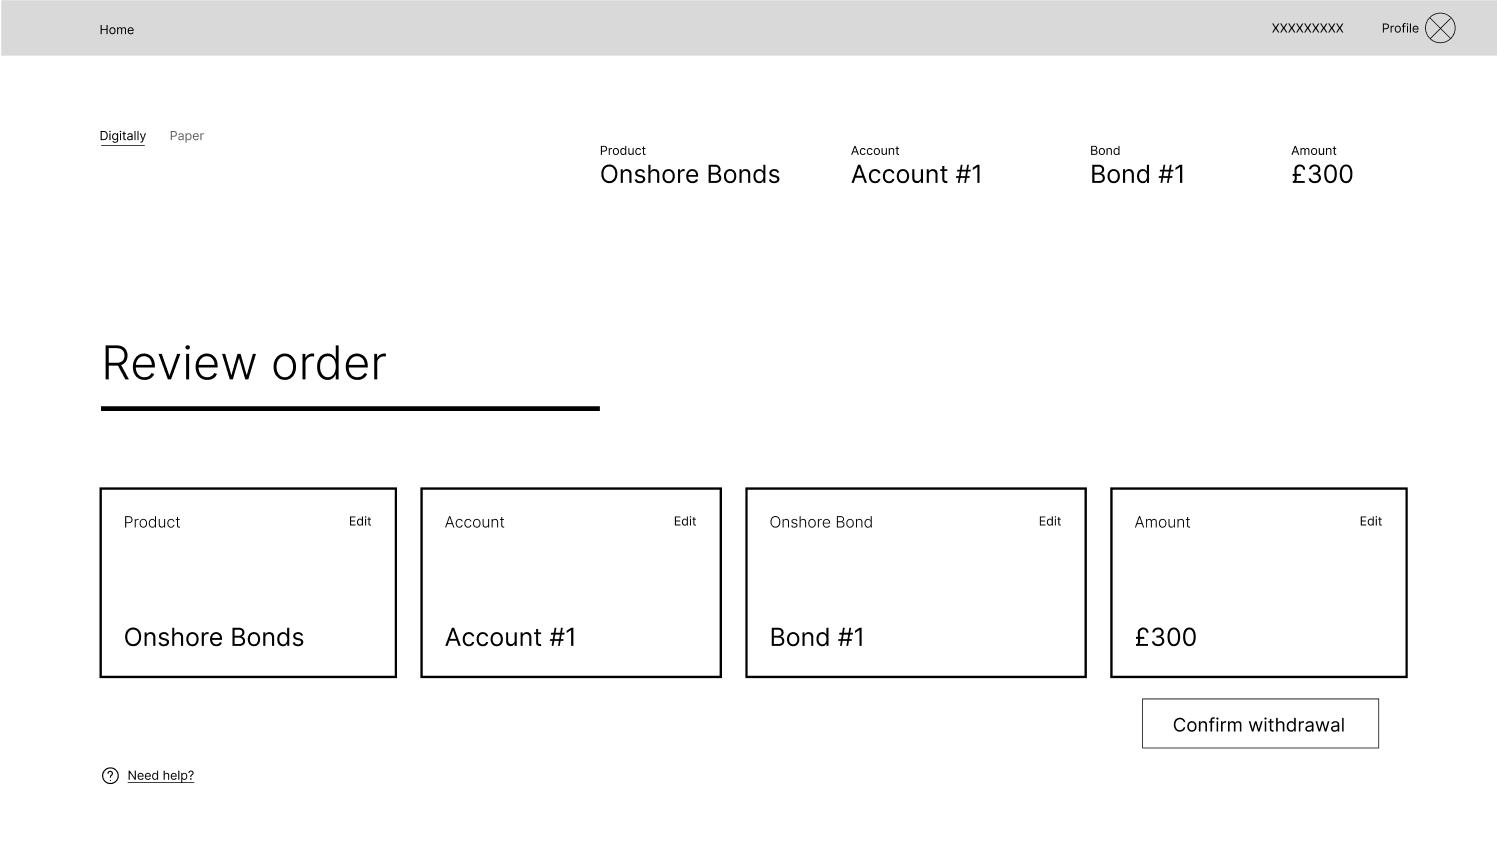 Home
XXXXXXXXX
Profile
Digitally
Paper
Product
Account
Bond
Amount
Onshore Bonds
Account #1
Bond #1
£300
Review order
Product
Edit
Account
Edit
Onshore Bond
Edit
Amount
Edit
Onshore Bonds
Account #1
Bond #1
£300
Confirm withdrawal
? Need help?